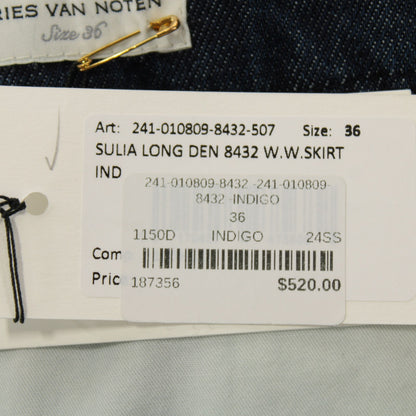 RIES VAN NOTEN
Size 36
Art: 241-010809-8432-507 Size: 36
SULIA LONG DEN 8432 W.W.SKIRT
IND
241-010809-8432 -241-010809-
8432 -INDIGO
36
1150D INDIGO 24SS
Com
Pric
187356 $520.00